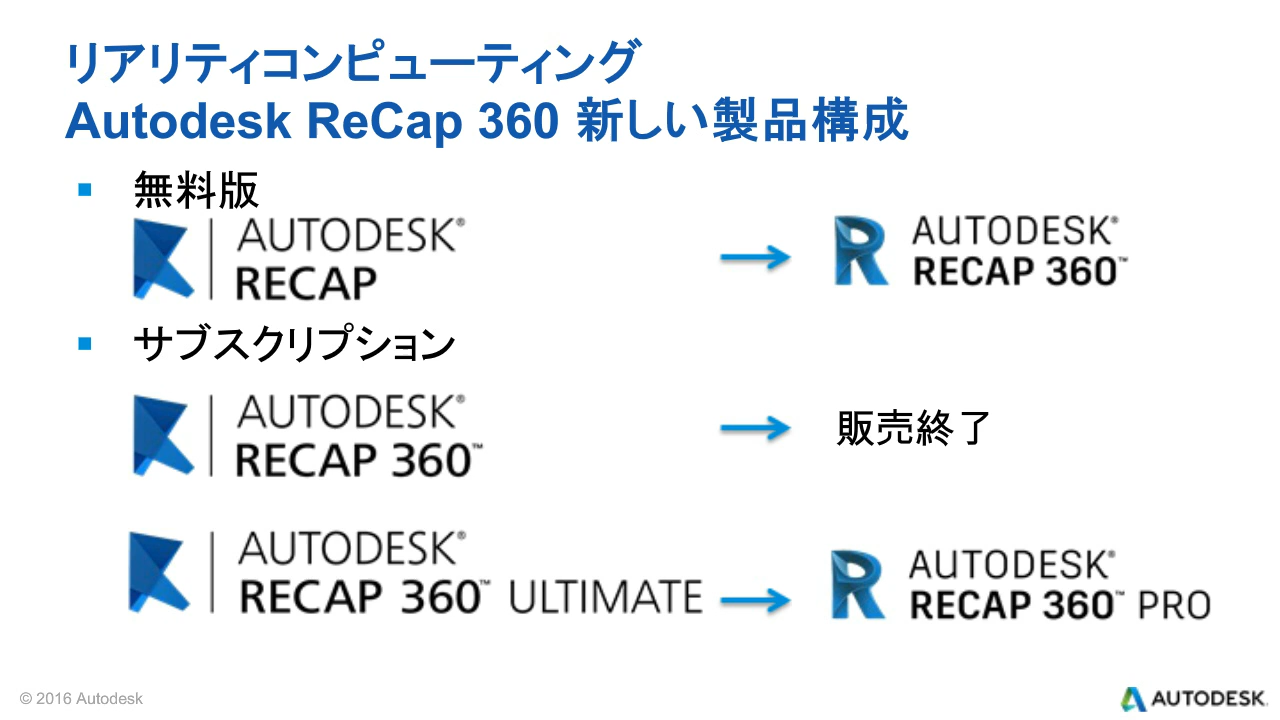 リアリティコンピューティング
Autodesk ReCap 360 新しい製品構成
▪ 無料版
AUTODESK®
RECAP
→
AUTODESK®
RECAP 360™
▪ サブスクリプション
AUTODESK®
RECAP 360™
→
販売終了
AUTODESK®
RECAP 360™ ULTIMATE
→
AUTODESK®
RECAP 360™ PRO
© 2016 Autodesk
AUTODESK.